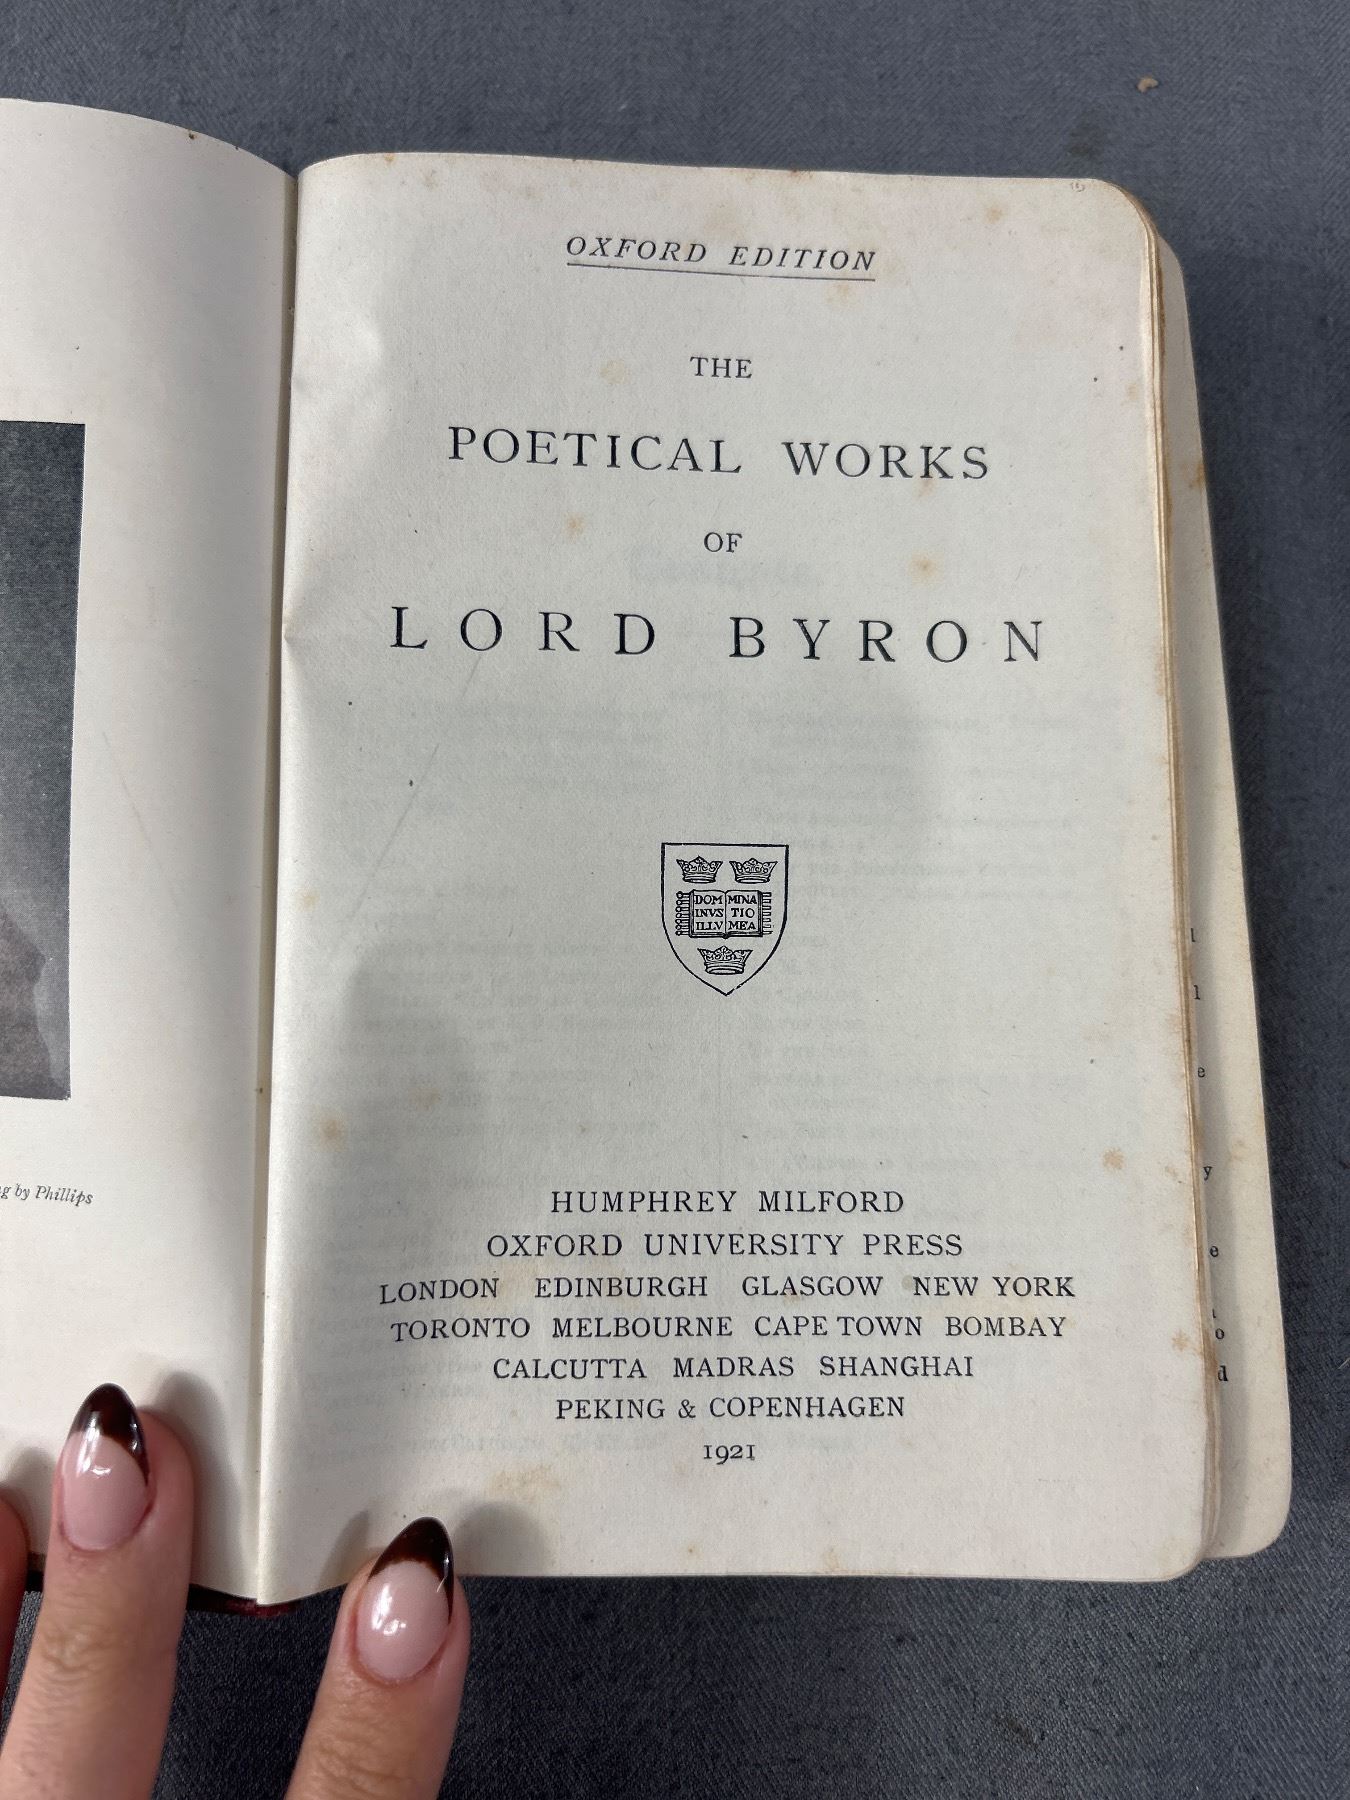 OXFORD EDITION
THE
POETICAL WORKS
OF
LORD BYRON
DOM MINA
INVS TIO
ILLV MEA
by Phillips
HUMPHREY MILFORD
OXFORD UNIVERSITY PRESS
LONDON EDINBURGH GLASGOW NEW YORK
TORONTO MELBOURNE CAPE TOWN BOMBAY
CALCUTTA MADRAS SHANGHAI
PEKING & COPENHAGEN
1921